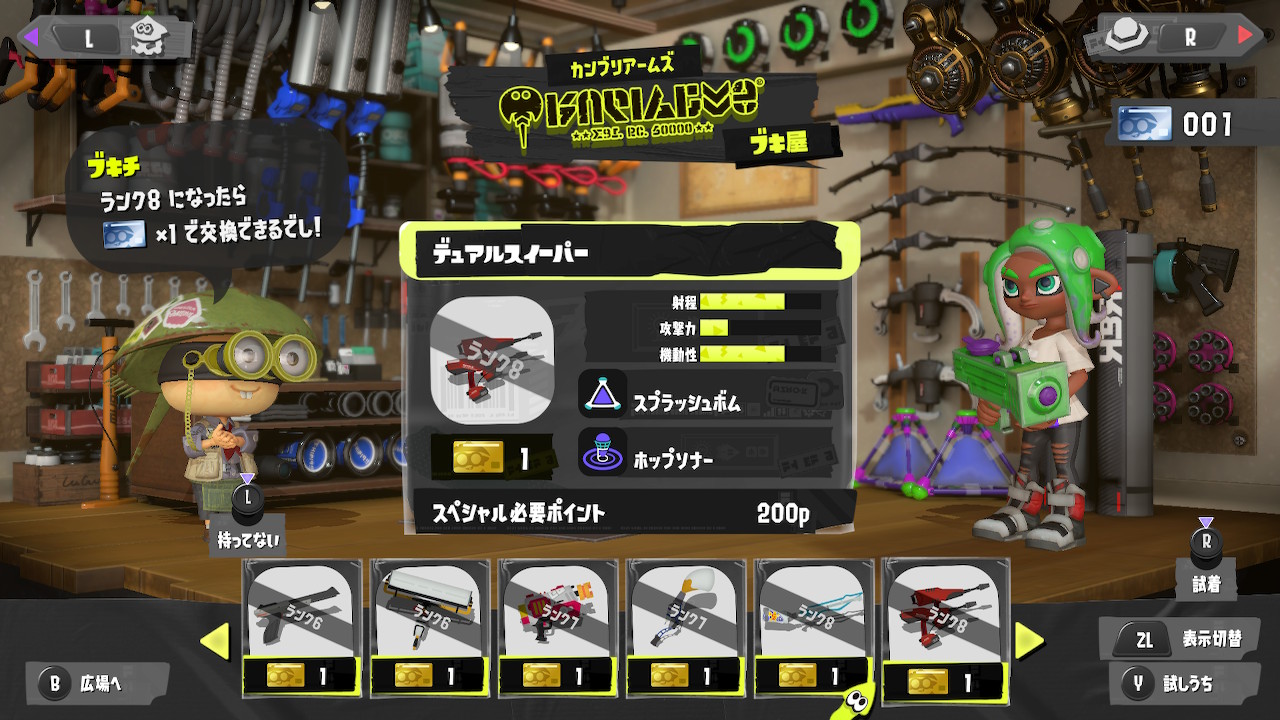 L
R
カンブリアームズ
ブキ屋
001
ブキチ
ランク8 になったら
×1 で交換できるでし!
デュアルスイーパー
ランク8
射程
攻撃力
機動性
スプラッシュボム
1
ホップソナー
スペシャル必要ポイント 200p
L
持ってない
R
試着
ランク6
ランク6
ランク7
ランク7
ランク8
ランク8
1
1
1
1
1
1
ZL 表示切替
B 広場へ
Y 試しうち